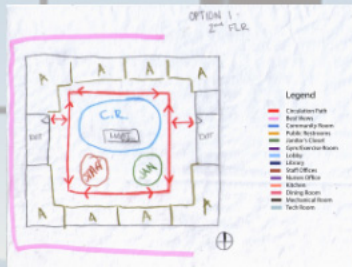 OPTION 1-
2nd FLR
A
A
A
A
A
A
C.R.
EXIT
EXIT
JAN
A
A
A
A
Legend
Circulation Path
Best Views
Community Room
Public Restrooms
Janitor's Closet
Gym/Exercise Room
Lobby
Library
Staff Offices
Nurses Office
Kitchen
Dining Room
Mechanical Room
Tech Room